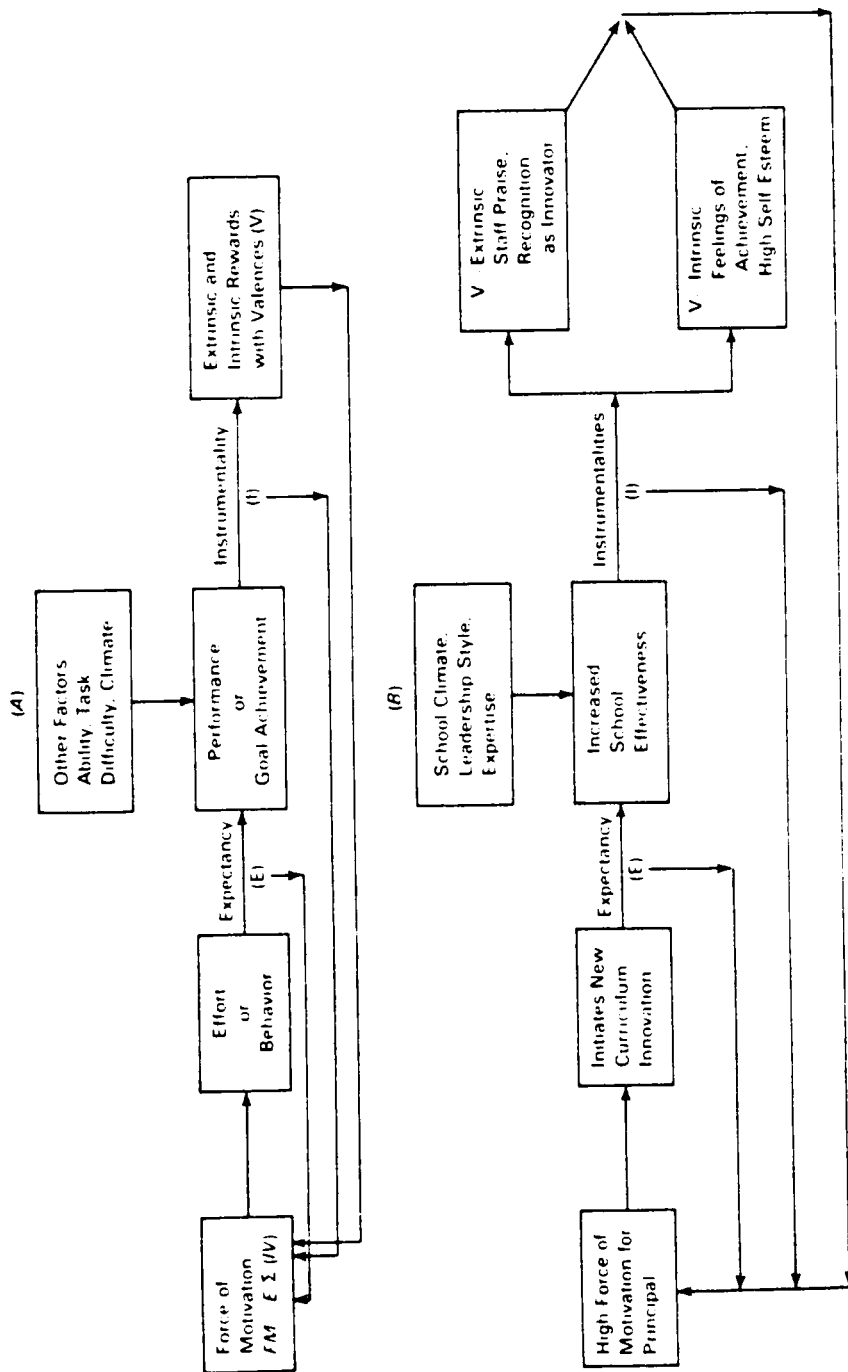 (A)
Other Factors
Ability, Task
Difficulty, Climate
Force of
Motivation
FM E Σ (IV)
Effort
or
Behavior
Expectancy
(E)
Performance
or
Goal Achievement
Instrumentality
(I)
Extrinsic and
Intrinsic Rewards
with Valences (V)
(B)
School Climate,
Leadership Style,
Expertise
High Force of
Motivation for
Principal
Initiates New
Curriculum
Innovation
Expectancy
(E)
Increased
School
Effectiveness
Instrumentalities
(I)
V Extrinsic
Staff Praise,
Recognition
as Innovator
V Intrinsic
Feelings of
Achievement,
High Self Esteem